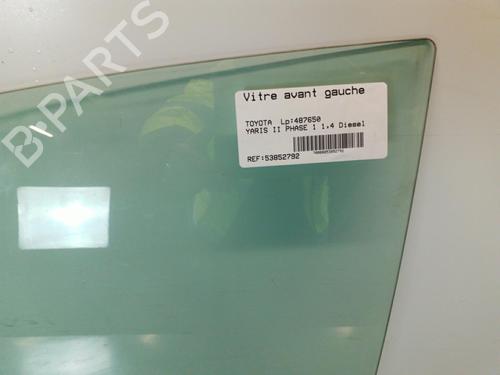 B-PARTS
Vitre avant gauche
TOYOTA Lp:487650
YARIS II PHASE 1 1,4 Diesel
REF:53852792